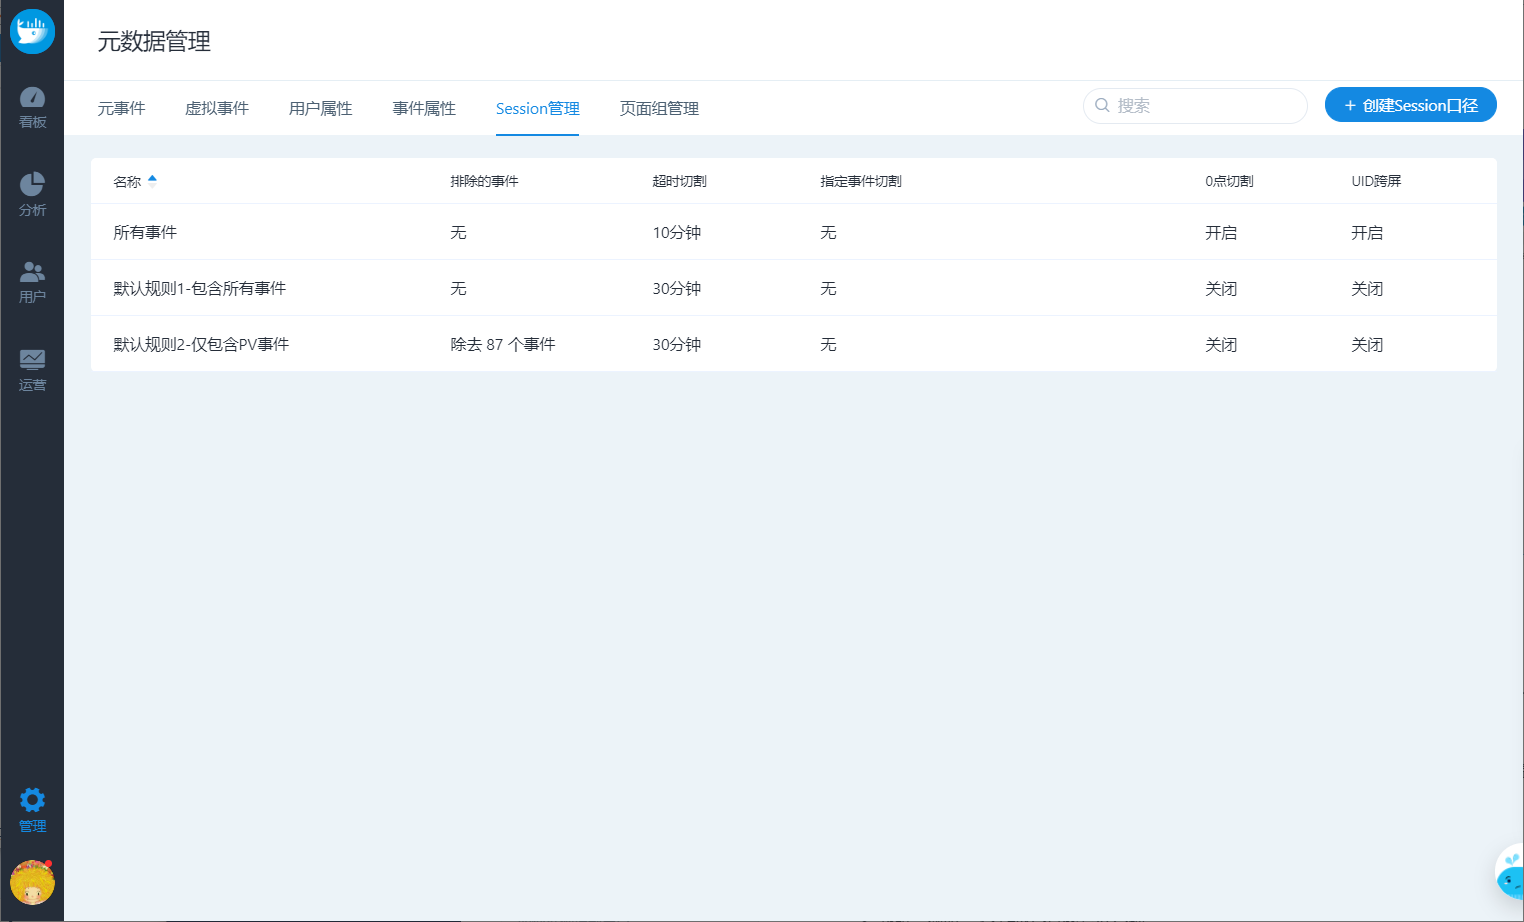 元数据管理
元事件 虚拟事件 用户属性 事件属性 Session管理 页面组管理 搜索 + 创建Session口径
看板
分析
用户
运营
管理
名称 排除的事件 超时切割 指定事件切割 0点切割 UID跨屏
所有事件 无 10分钟 无 开启 开启
默认规则1-包含所有事件 无 30分钟 无 关闭 关闭
默认规则2-仅包含PV事件 除去 87 个事件 30分钟 无 关闭 关闭